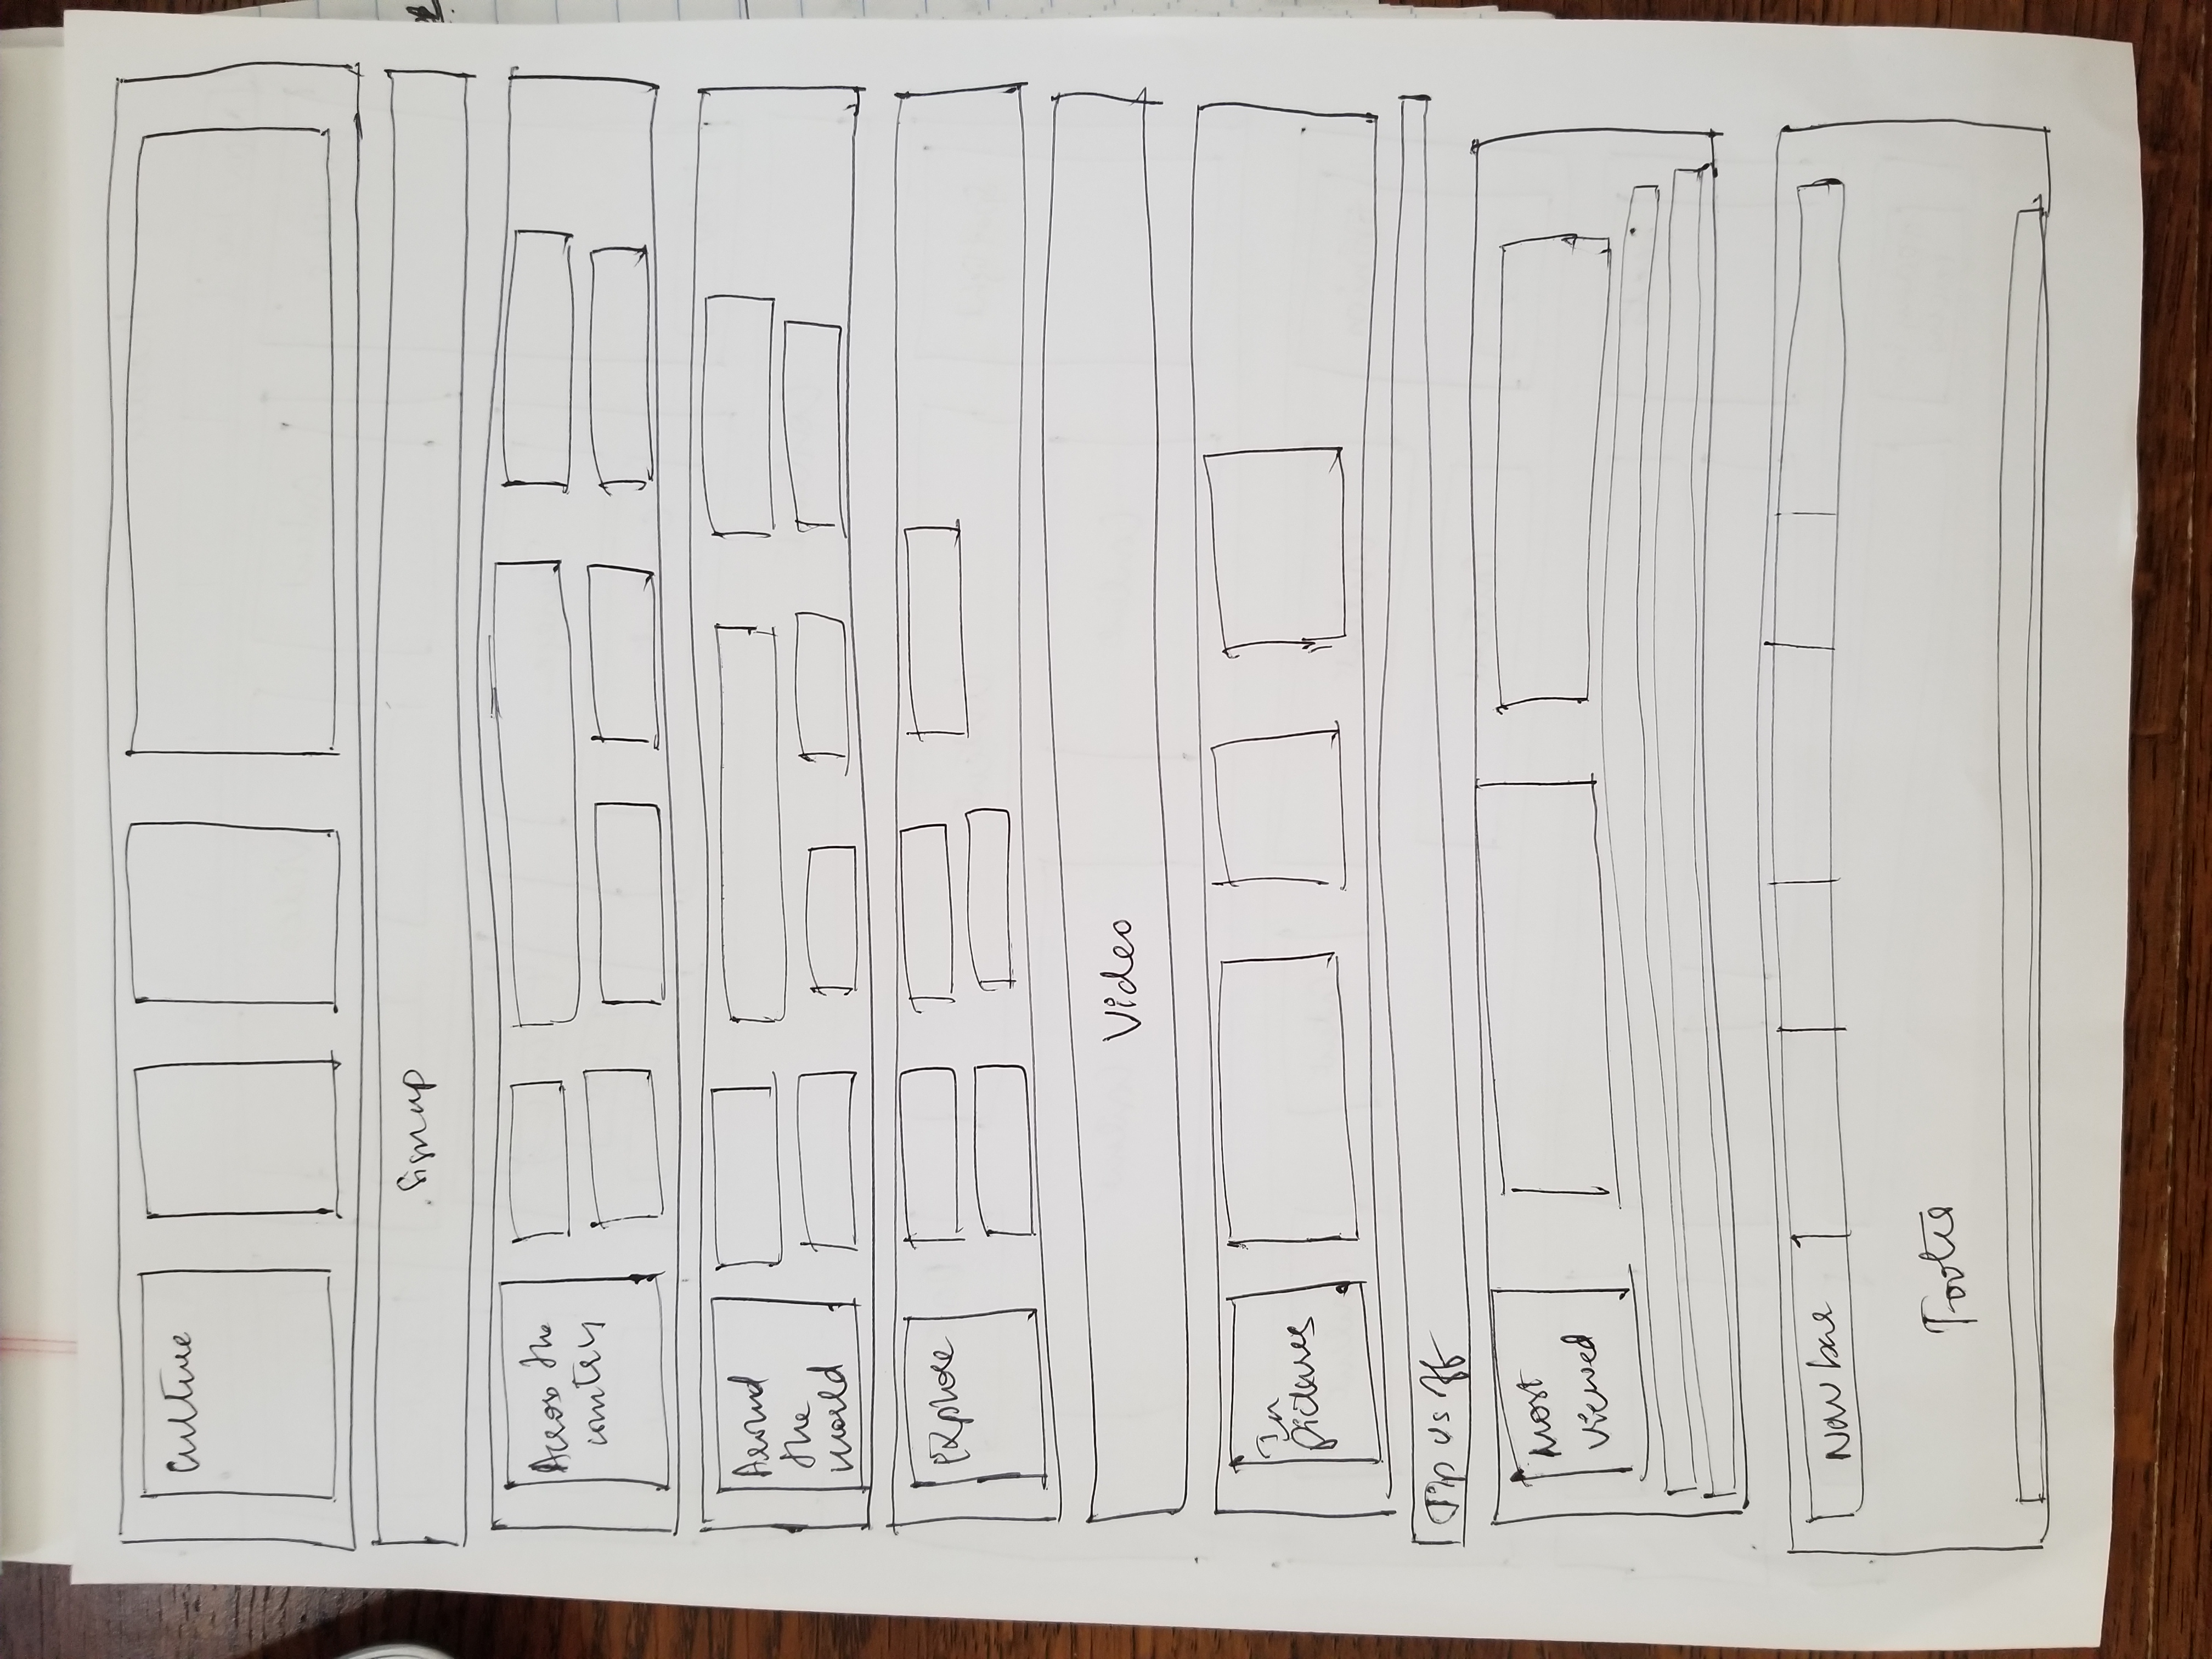 Culture
Signup
Across the
country
Around
the
world
Explore
Video
In
pictures
Tip us off
Most
viewed
Nav bar
Footer